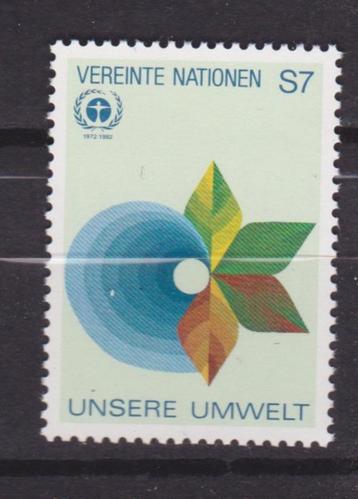 VEREINTE NATIONEN S7
1972-1982
UNSERE UMWELT